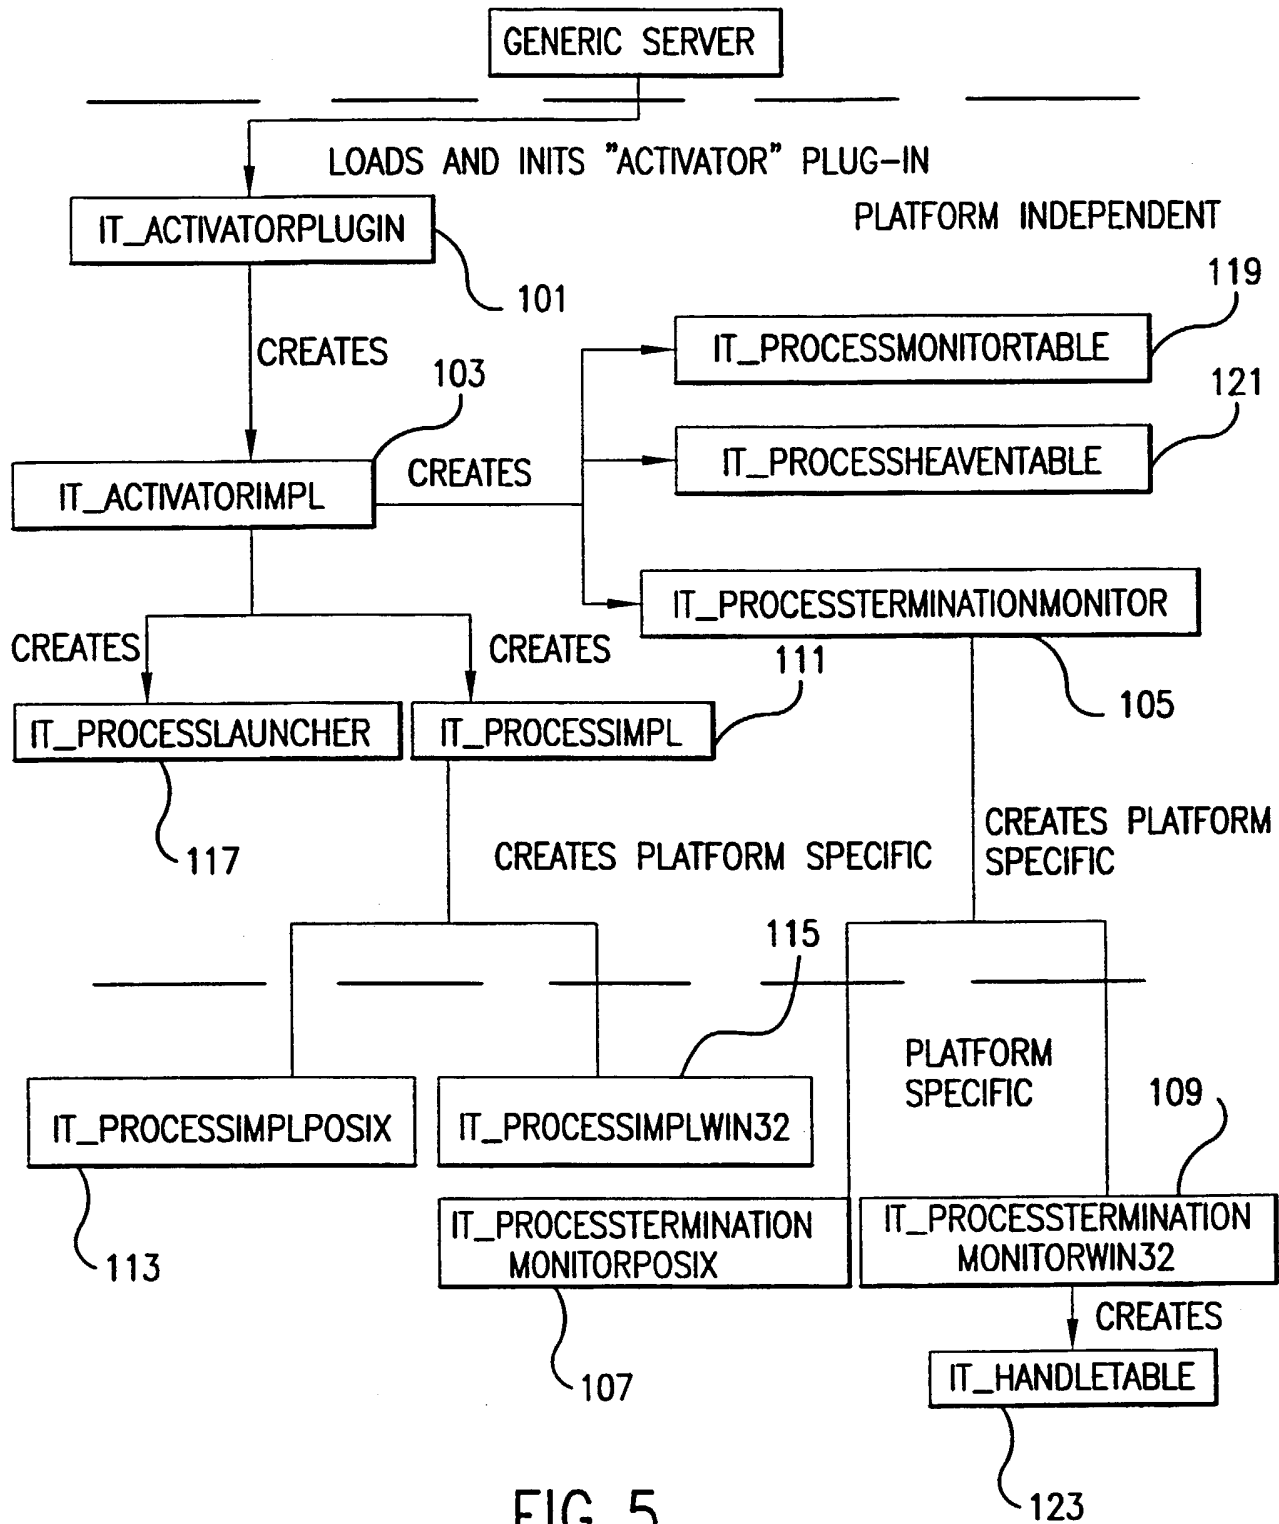 GENERIC SERVER
LOADS AND INITS "ACTIVATOR" PLUG-IN
IT_ACTIVATORPLUGIN
PLATFORM INDEPENDENT
101
119
CREATES
IT_PROCESSMONITORTABLE
103
121
CREATES
IT_PROCESSHEAVENTABLE
IT_ACTIVATORIMPL
IT_PROCESSTERMINATIONMONITOR
CREATES
CREATES
111
105
IT_PROCESSLAUNCHER
IT_PROCESSIMPL
117
CREATES PLATFORM SPECIFIC
CREATES PLATFORM
SPECIFIC
115
PLATFORM
SPECIFIC
109
IT_PROCESSIMPLPOSIX
IT_PROCESSIMPLWIN32
113
IT_PROCESSTERMINATION
MONITORPOSIX
IT_PROCESSTERMINATION
MONITORWIN32
CREATES
107
IT_HANDLETABLE
123
FIG. 5